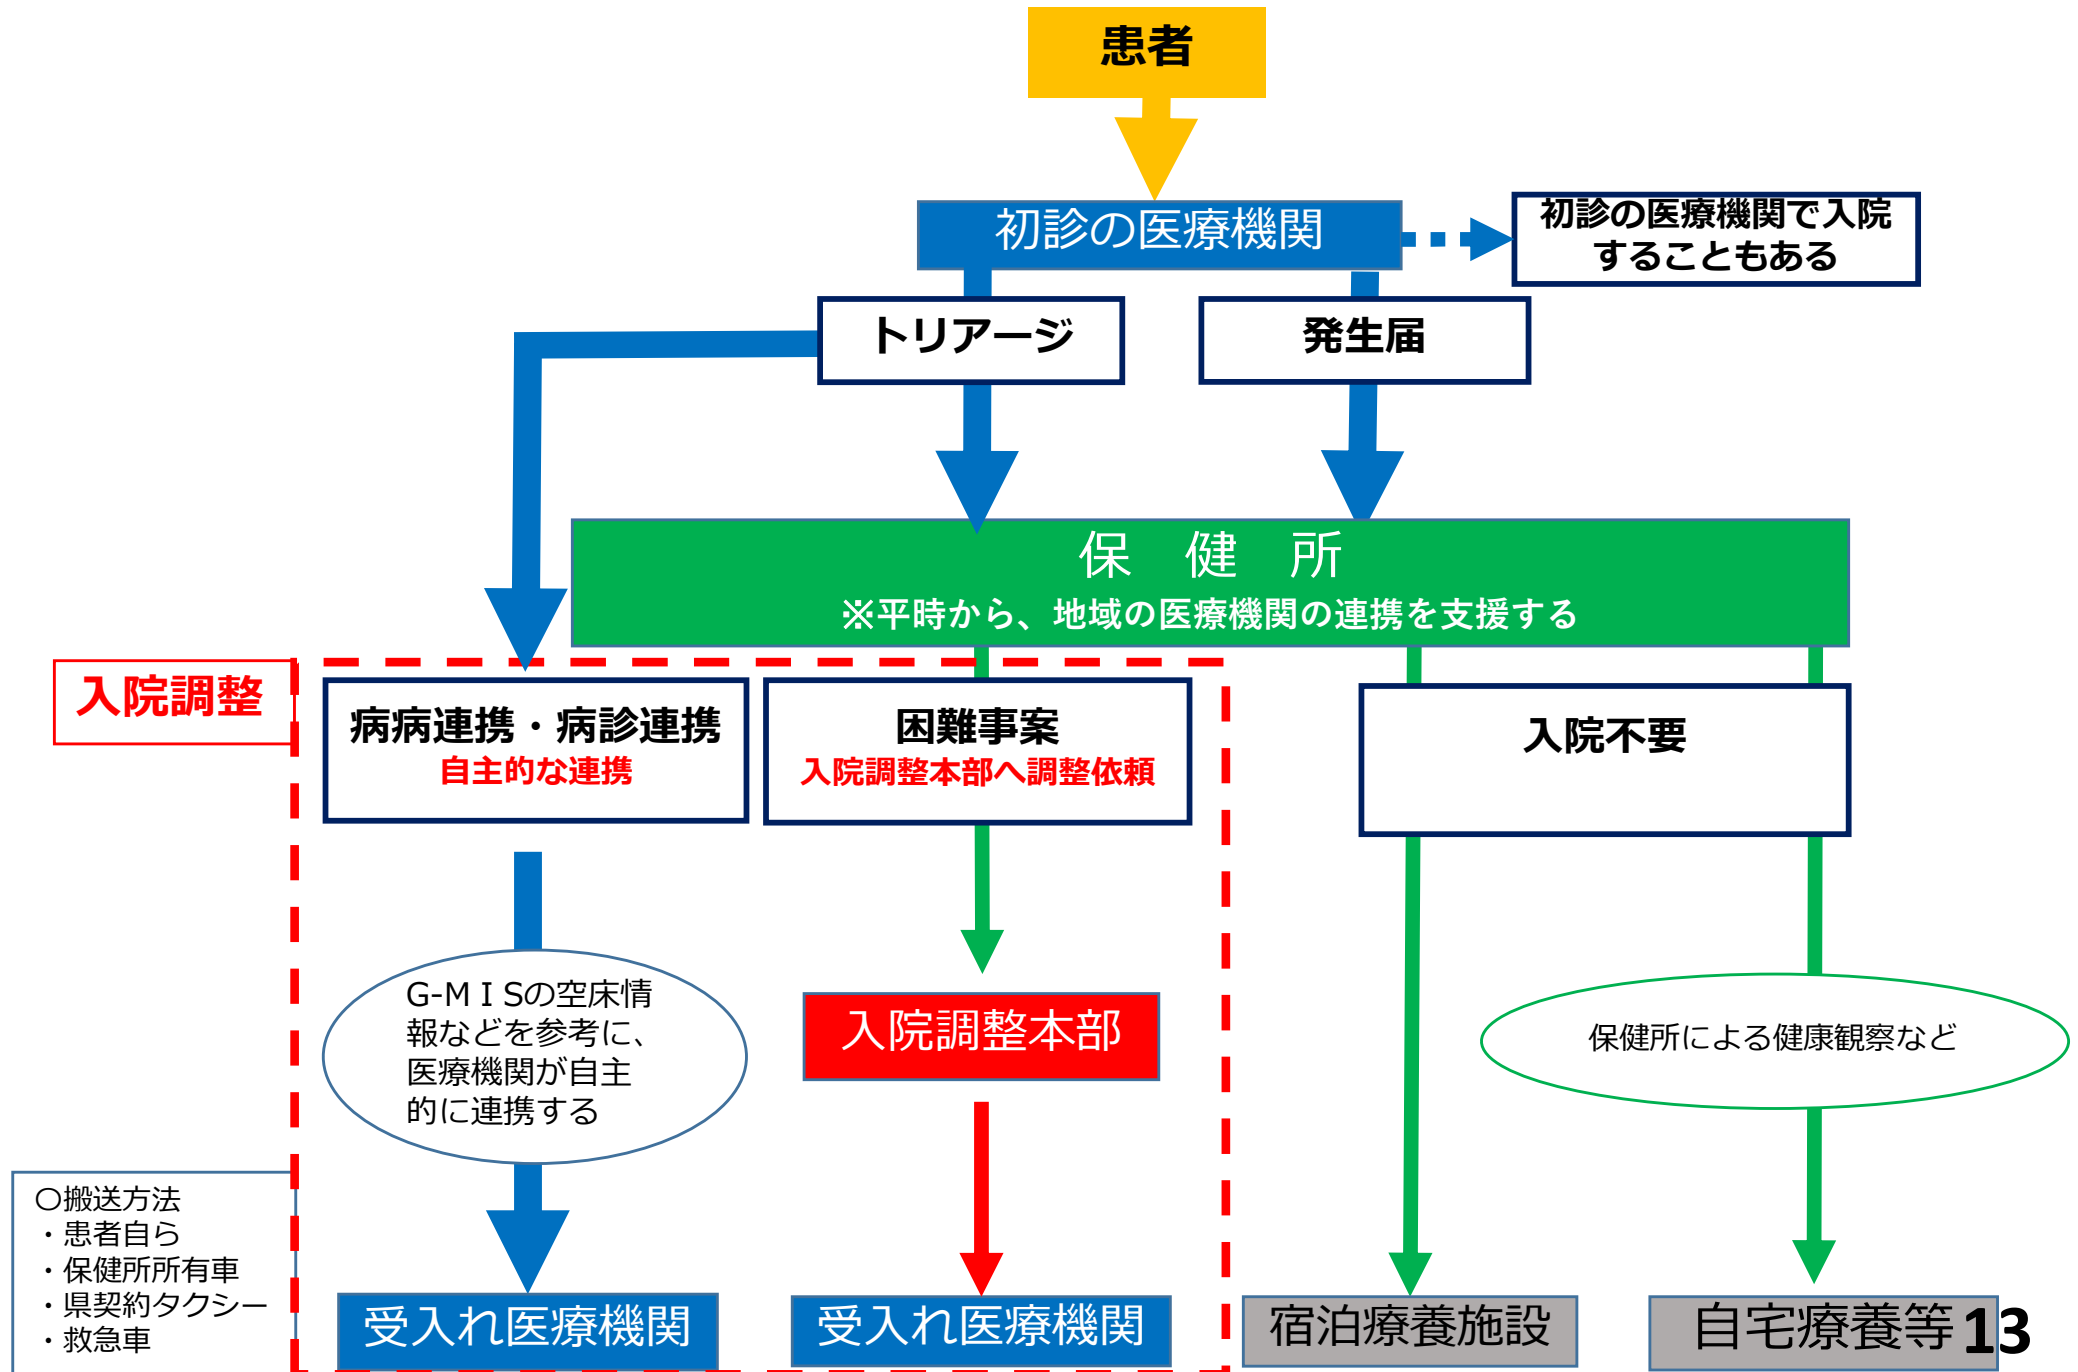 患者
初診の医療機関
初診の医療機関で入院
することもある
トリアージ
発生届
保　健　所
※平時から、地域の医療機関の連携を支援する
入院調整
病病連携・病診連携
自主的な連携
困難事案
入院調整本部へ調整依頼
入院不要
G-MＩSの空床情
報などを参考に、
医療機関が自主
的に連携する
入院調整本部
保健所による健康観察など
〇搬送方法
・患者自ら
・保健所所有車
・県契約タクシー
・救急車
受入れ医療機関
受入れ医療機関
宿泊療養施設
自宅療養等
13